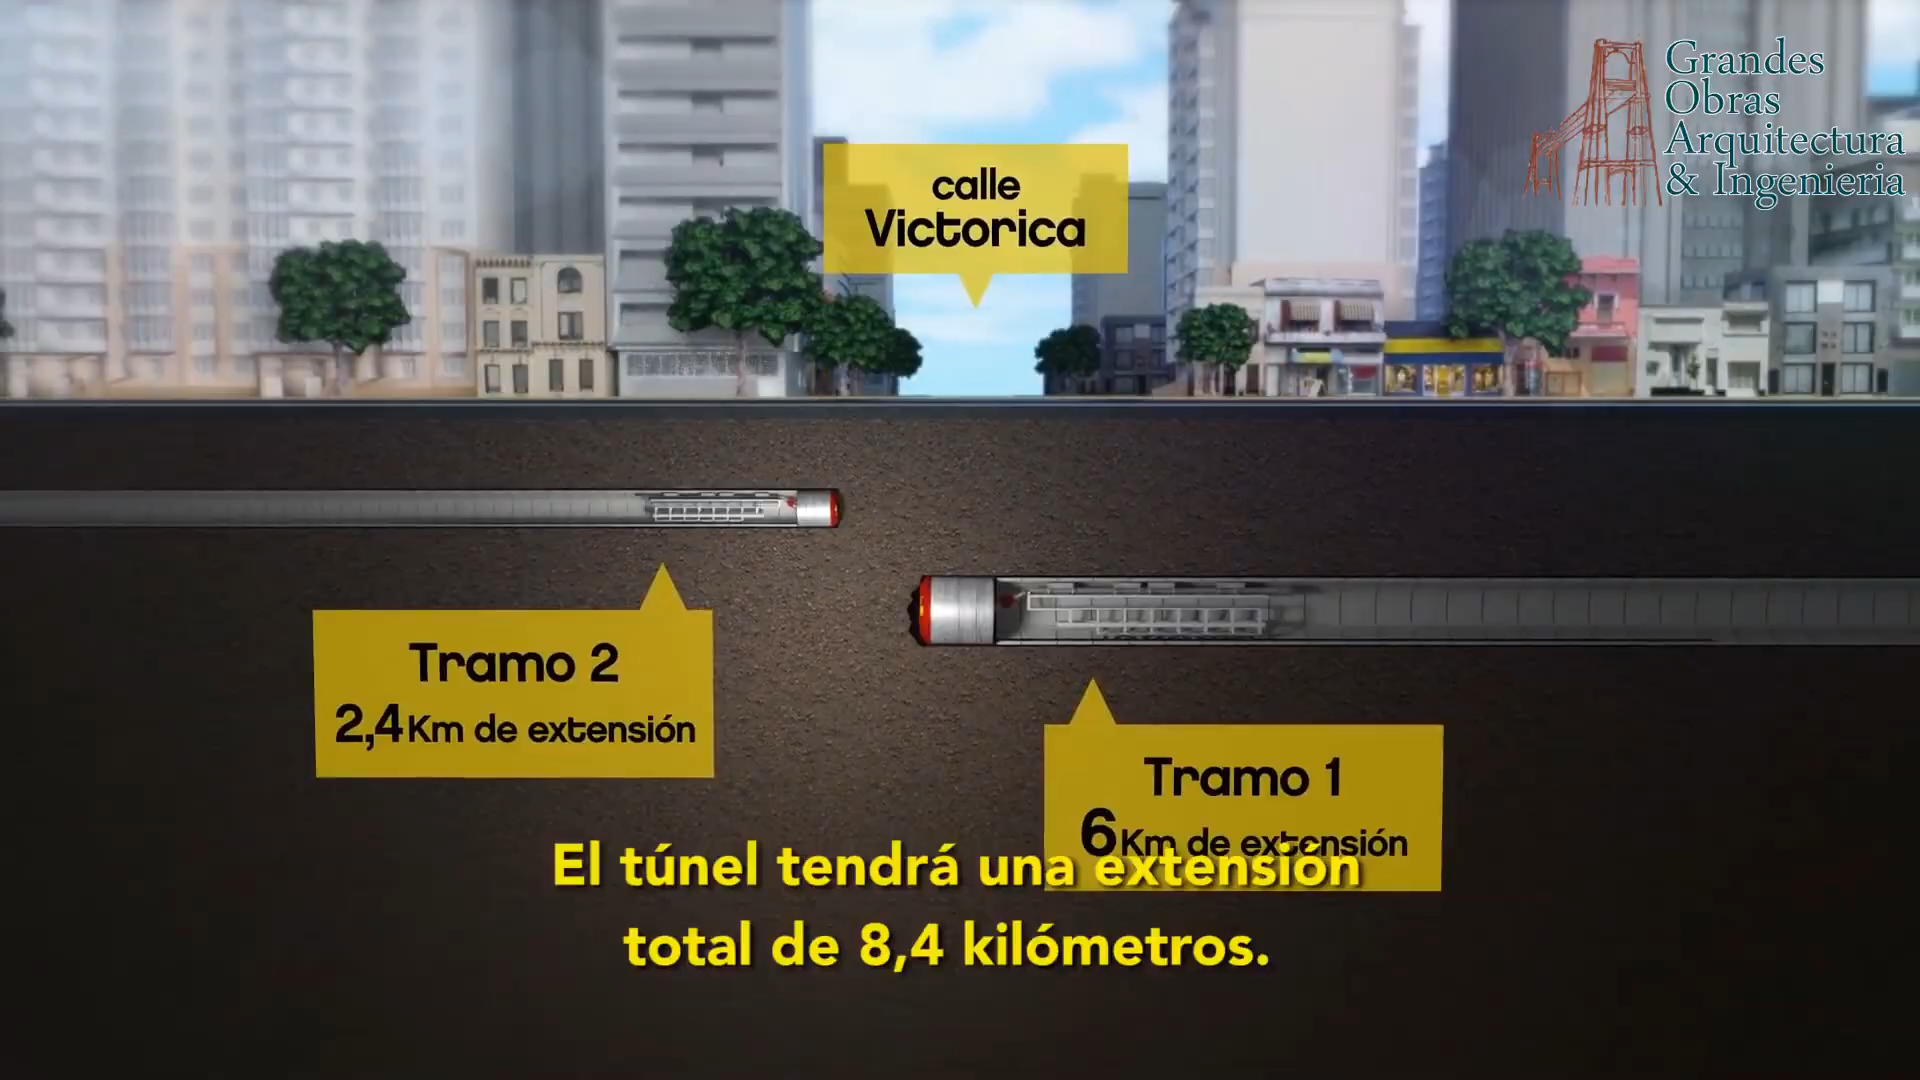 Grandes
Obras
Arquitectura
& Ingenieria
calle
Victorica
Tramo 2
2,4Km de extensión
Tramo 1
6Km de extensión
El túnel tendrá una extensión
total de 8,4 kilómetros.